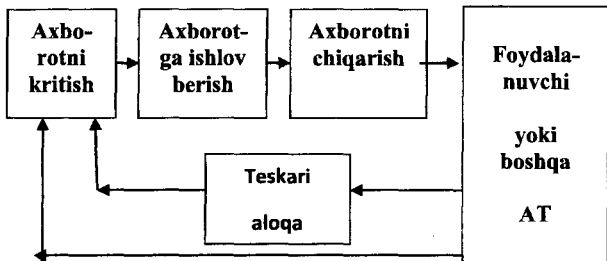 Axbo-
rotni
kritish
Axborot-
ga ishlov
berish
Axborotni
chiqarish
Foydala-
nuvchi
yoki
boshqa
AT
Teskari
aloqa